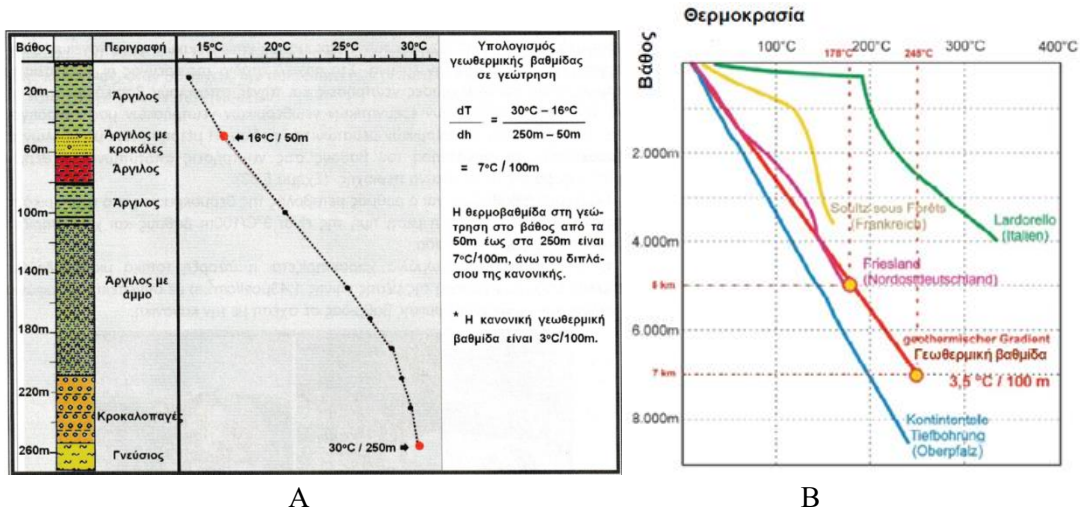 Βάθος
Περιγραφή
15°C 20°C 25°C 30°C
20m
60m
100m
140m
180m
220m
260m
Άργιλος
Άργιλος με
κροκάλες
Άργιλος
Άργιλος
Άργιλος με
άμμο
Κροκαλοπαγές
Γνεύσιος
16°C / 50m
30°C / 250m
Υπολογισμός
γεωθερμικής βαθμίδας
σε γεώτρηση
dT = 30°C – 16°C
dh 250m – 50m
= 7°C / 100m
Η θερμοβαθμίδα στη γεώ-
τρηση στο βάθος από τα
50m έως στα 250m είναι
7°C/100m, άνω του διπλά-
σιου της κανονικής.
* Η κανονική γεωθερμική
βαθμίδα είναι 3°C/100m.
A
Θερμοκρασία
Βάθος
100°C 200°C 300°C 400°C
178°C 245°C
2.000m
4.000m
5 km
6.000m
7 km
8.000m
Soultz sous Forêts
(Frankreich)
Lardorello
(Italien)
Friesland
(Nordostdeutschland)
geothermischer Gradient
Γεωθερμική βαθμίδα
3,5 °C / 100 m
Kontinentale
Tiefbohrung
(Oberpfalz)
B